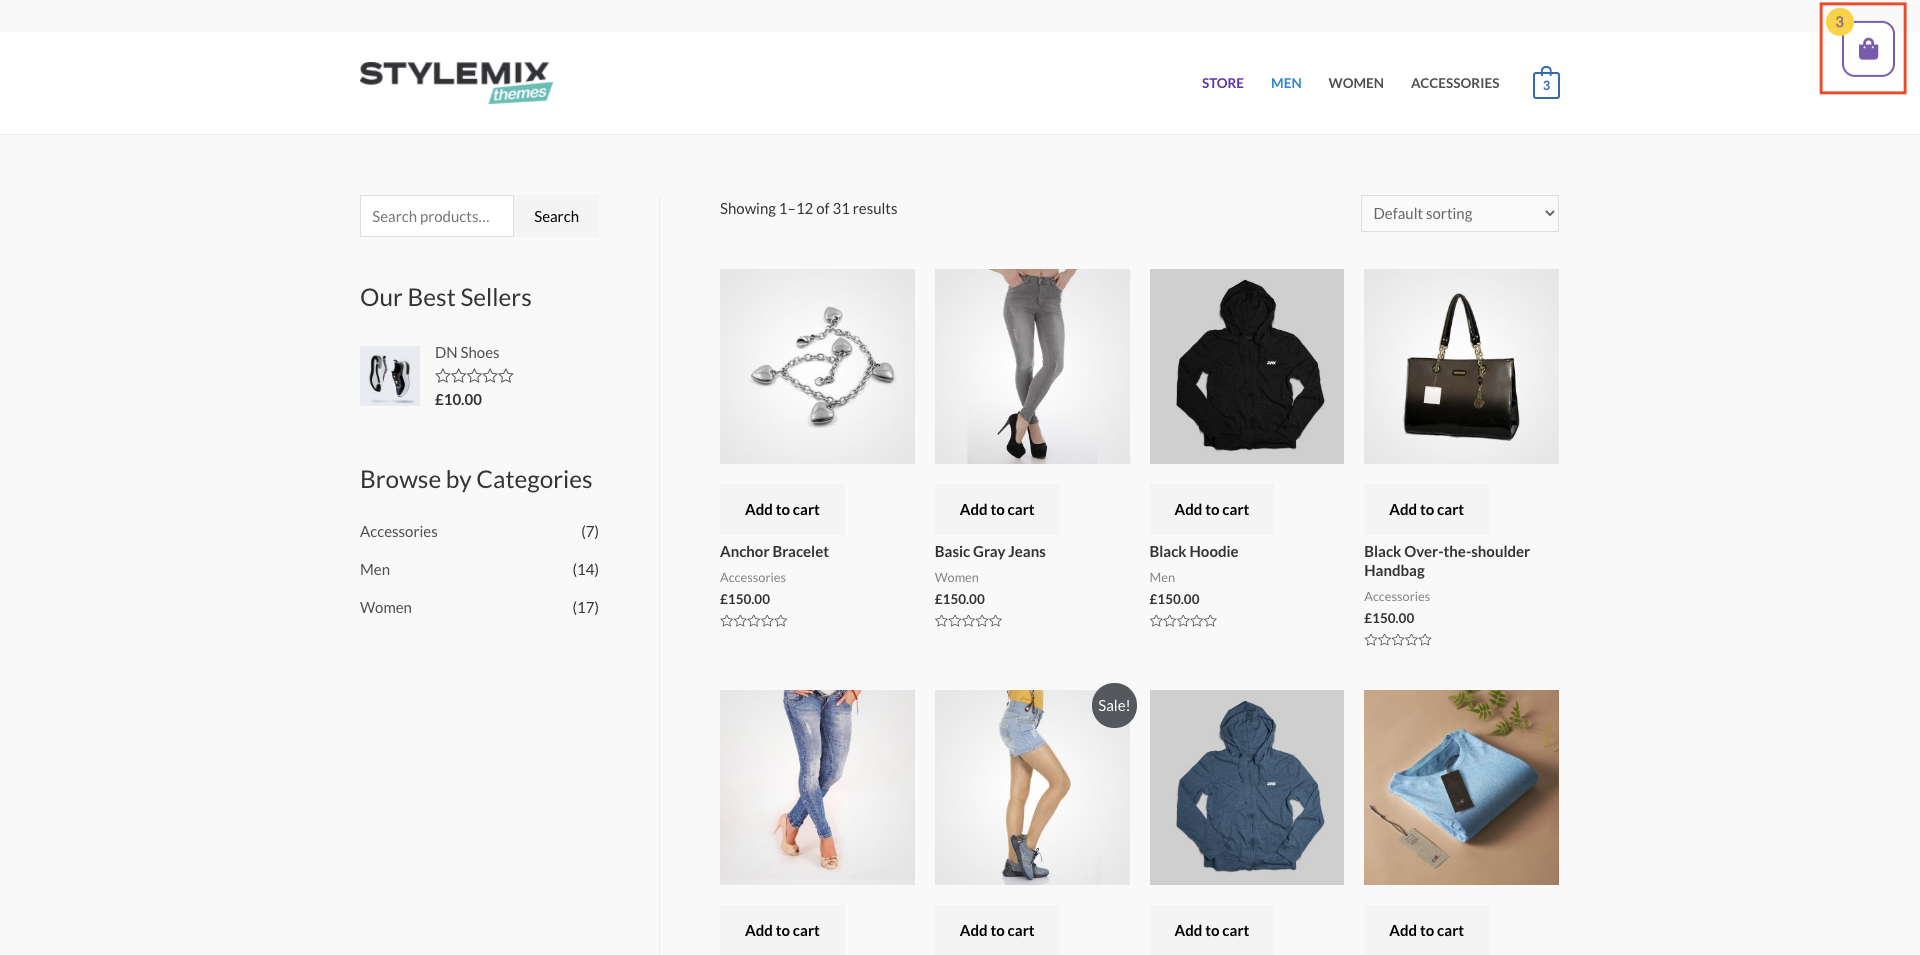 3
STYLEMIX
themes
STORE MEN WOMEN ACCESSORIES 3
Search products... Search
Showing 1–12 of 31 results
Default sorting
Our Best Sellers
DN Shoes
£10.00
Browse by Categories
Accessories (7)
Men (14)
Women (17)
Add to cart
Anchor Bracelet
Accessories
£150.00
Add to cart
Basic Gray Jeans
Women
£150.00
Add to cart
Black Hoodie
Men
£150.00
Add to cart
Black Over-the-shoulder
Handbag
Accessories
£150.00
Add to cart
Sale!
Add to cart
Add to cart
Add to cart